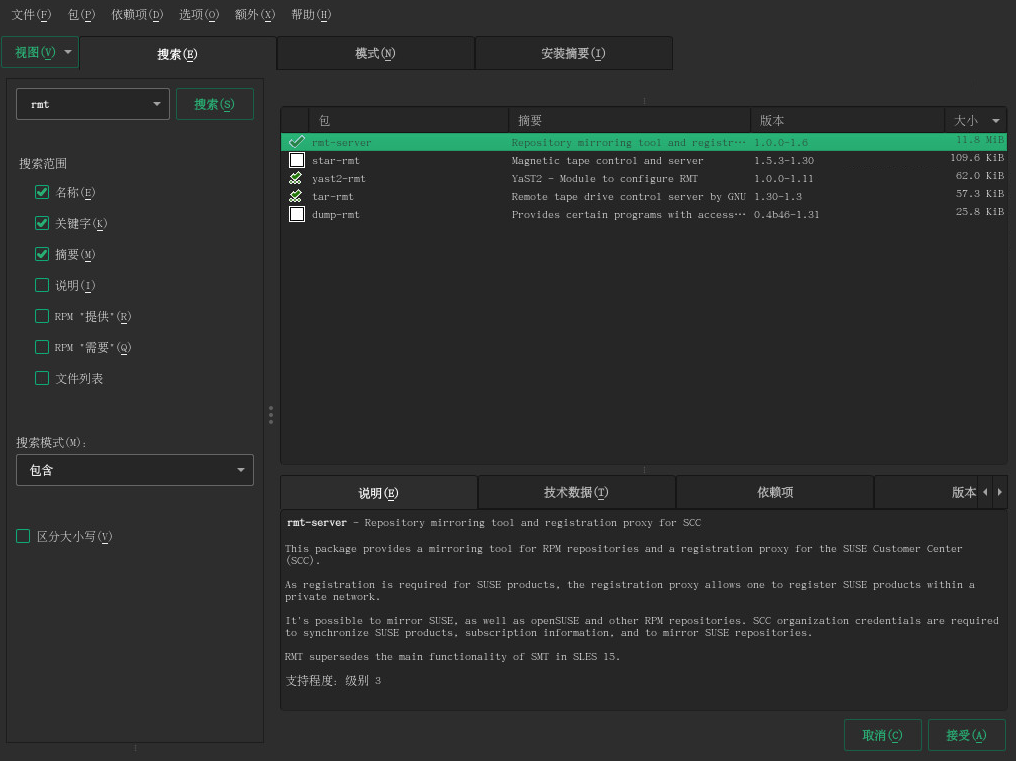 文件(F) 包(P) 依赖项(D) 选项(O) 额外(X) 帮助(H)
视图(V) 搜索(E) 模式(N) 安装摘要(I)
rmt 搜索(S)
搜索范围
名称(E)
关键字(K)
摘要(M)
说明(I)
RPM "提供"(R)
RPM "需要"(Q)
文件列表
搜索模式(M):
包含
区分大小写(V)
包 摘要 版本 大小
rmt-server Repository mirroring tool and registr… 1.0.0-1.6 11.8 MiB
star-rmt Magnetic tape control and server 1.5.3-1.30 109.6 KiB
yast2-rmt YaST2 - Module to configure RMT 1.0.0-1.11 62.0 KiB
tar-rmt Remote tape drive control server by GNU 1.30-1.3 57.3 KiB
dump-rmt Provides certain programs with access… 0.4b46-1.31 25.8 KiB
说明(E) 技术数据(T) 依赖项 版本
rmt-server - Repository mirroring tool and registration proxy for SCC
This package provides a mirroring tool for RPM repositories and a registration proxy for the SUSE Customer Center
(SCC).
As registration is required for SUSE products, the registration proxy allows one to register SUSE products within a
private network.
It's possible to mirror SUSE, as well as openSUSE and other RPM repositories. SCC organization credentials are required
to synchronize SUSE products, subscription information, and to mirror SUSE repositories.
RMT supersedes the main functionality of SMT in SLES 15.
支持程度: 级别 3
取消(C) 接受(A)